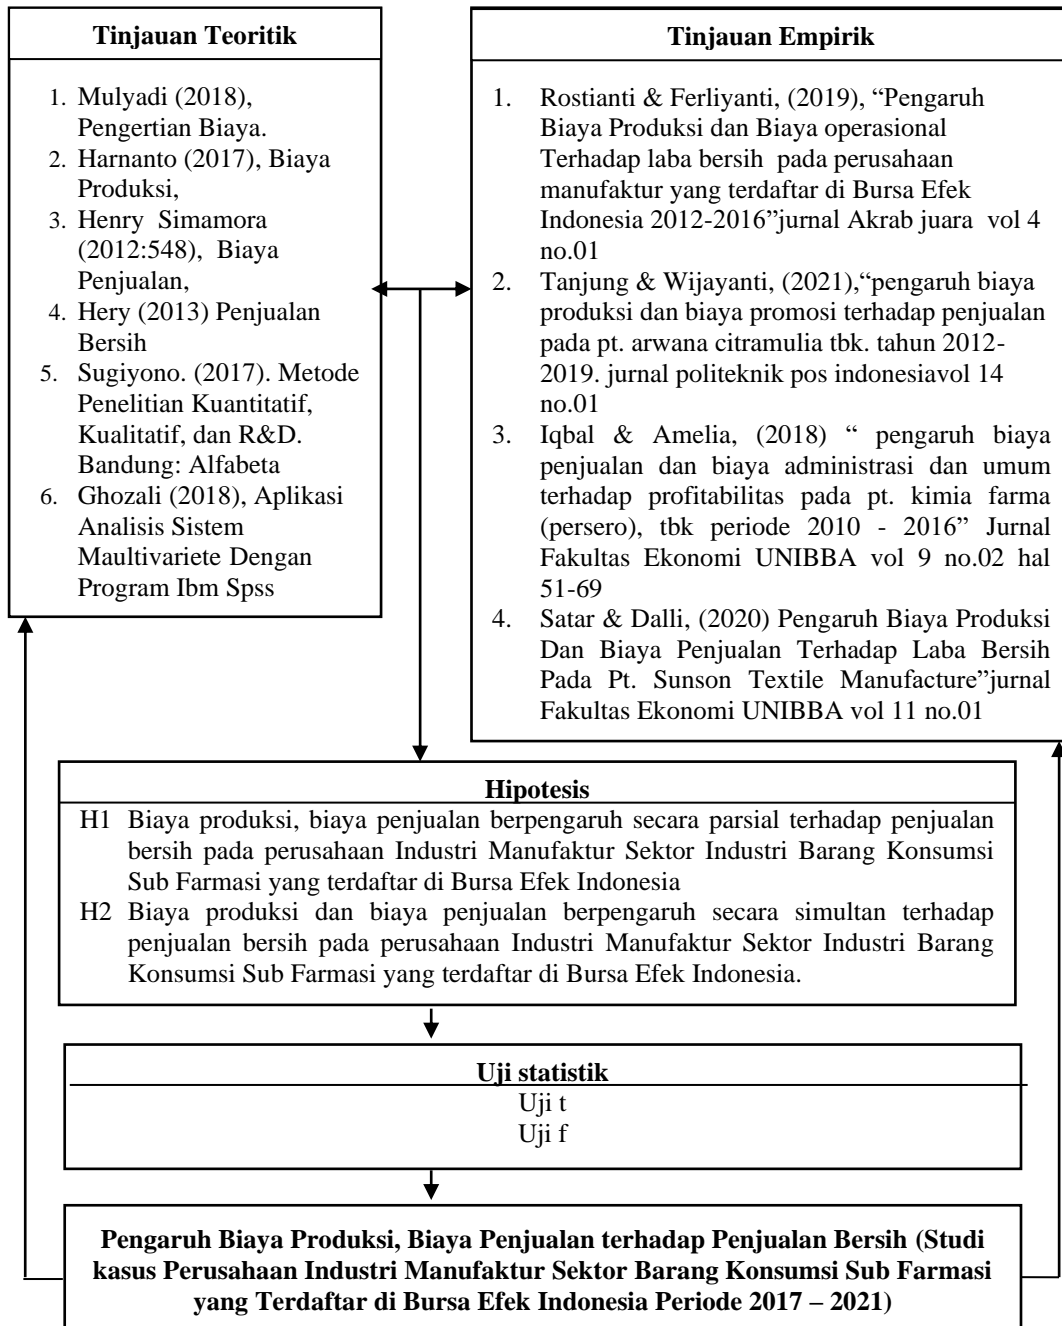 Tinjauan Teoritik
1. Mulyadi (2018),
Pengertian Biaya.
2. Harnanto (2017), Biaya
Produksi,
3. Henry Simamora
(2012:548), Biaya
Penjualan,
4. Hery (2013) Penjualan
Bersih
5. Sugiyono. (2017). Metode
Penelitian Kuantitatif,
Kualitatif, dan R&D.
Bandung: Alfabeta
6. Ghozali (2018), Aplikasi
Analisis Sistem
Maultivariete Dengan
Program Ibm Spss
Tinjauan Empirik
1. Rostianti & Ferliyanti, (2019), “Pengaruh
Biaya Produksi dan Biaya operasional
Terhadap laba bersih pada perusahaan
manufaktur yang terdaftar di Bursa Efek
Indonesia 2012-2016”jurnal Akrab juara vol 4
no.01
2. Tanjung & Wijayanti, (2021),“pengaruh biaya
produksi dan biaya promosi terhadap penjualan
pada pt. arwana citramulia tbk. tahun 2012-
2019. jurnal politeknik pos indonesiavol 14
no.01
3. Iqbal & Amelia, (2018) “ pengaruh biaya
penjualan dan biaya administrasi dan umum
terhadap profitabilitas pada pt. kimia farma
(persero), tbk periode 2010 - 2016” Jurnal
Fakultas Ekonomi UNIBBA vol 9 no.02 hal
51-69
4. Satar & Dalli, (2020) Pengaruh Biaya Produksi
Dan Biaya Penjualan Terhadap Laba Bersih
Pada Pt. Sunson Textile Manufacture”jurnal
Fakultas Ekonomi UNIBBA vol 11 no.01
Hipotesis
H1 Biaya produksi, biaya penjualan berpengaruh secara parsial terhadap penjualan
bersih pada perusahaan Industri Manufaktur Sektor Industri Barang Konsumsi
Sub Farmasi yang terdaftar di Bursa Efek Indonesia
H2 Biaya produksi dan biaya penjualan berpengaruh secara simultan terhadap
penjualan bersih pada perusahaan Industri Manufaktur Sektor Industri Barang
Konsumsi Sub Farmasi yang terdaftar di Bursa Efek Indonesia.
Uji statistik
Uji t
Uji f
Pengaruh Biaya Produksi, Biaya Penjualan terhadap Penjualan Bersih (Studi
kasus Perusahaan Industri Manufaktur Sektor Barang Konsumsi Sub Farmasi
yang Terdaftar di Bursa Efek Indonesia Periode 2017 – 2021)